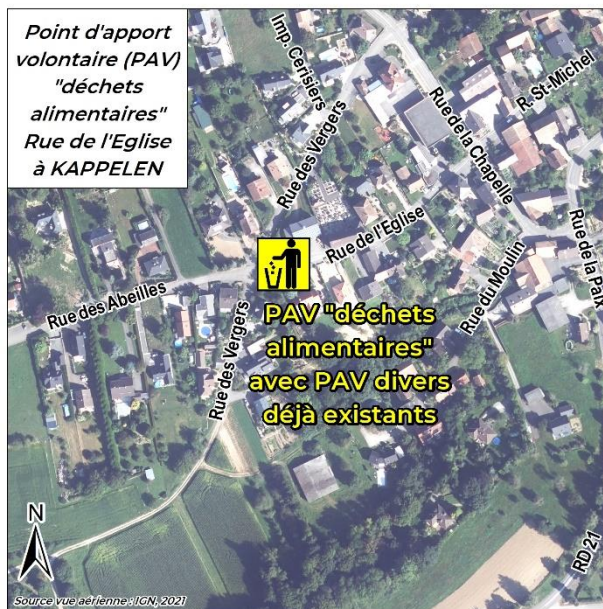 Point d'apport
volontaire (PAV)
"déchets
alimentaires"
Rue de l'Eglise
à KAPPELEN
Imp. Cerisiers
Rue des Vergers
Rue de la Chapelle
R. St-Michel
Rue de l'Eglise
Rue des Abeilles
Rue des Vergers
Rue du Moulin
Rue de la Paix
PAV "déchets
alimentaires"
avec PAV divers
déjà existants
RD 21
N
Source vue aérienne : IGN, 2021